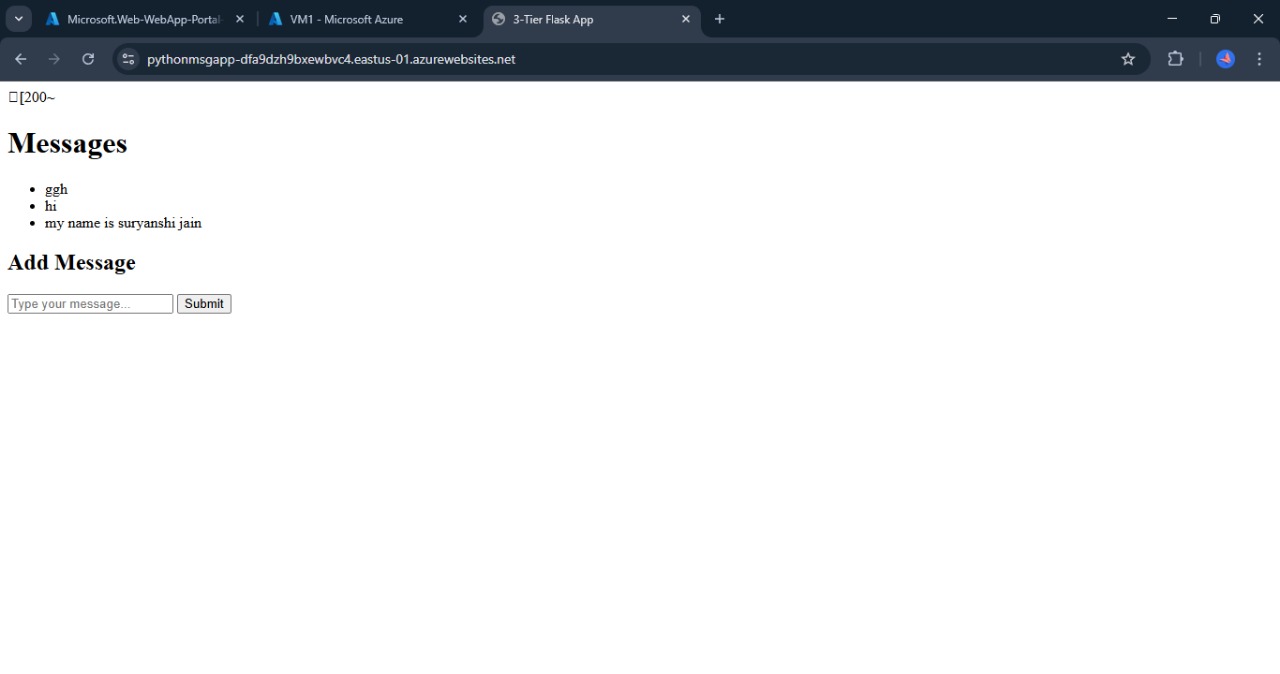 Microsoft.Web-WebApp-Portal
VM1 - Microsoft Azure
3-Tier Flask App
pythonmsgapp-dfa9dzh9bxewbvc4.eastus-01.azurewebsites.net
□[200~
Messages
ggh
hi
my name is suryanshi jain
Add Message
Type your message...
Submit